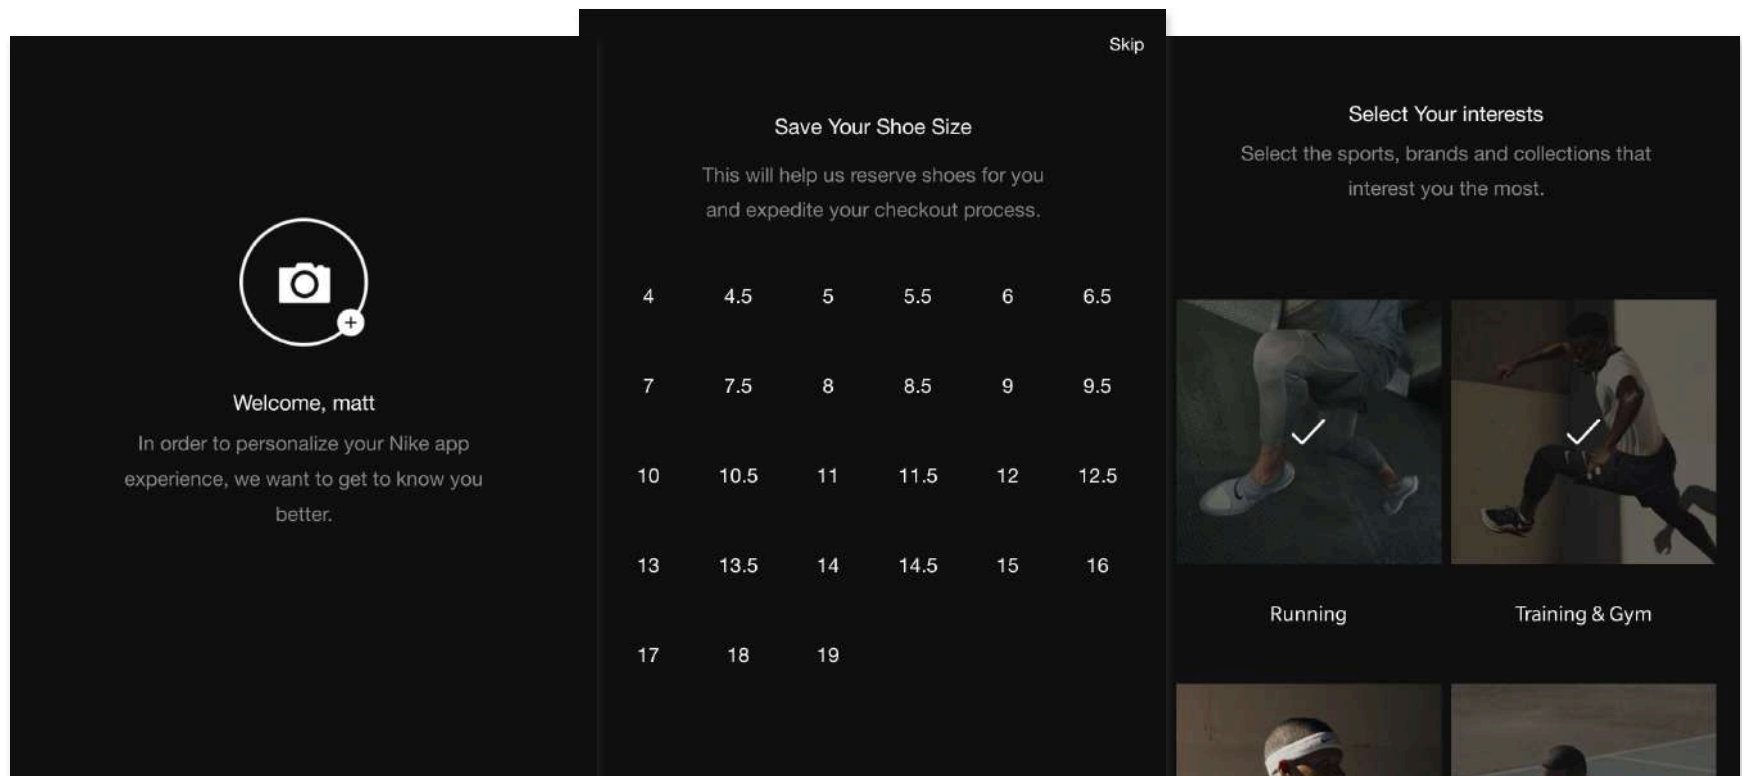 Welcome, matt
In order to personalize your Nike app
experience, we want to get to know you
better.
Skip
Save Your Shoe Size
This will help us reserve shoes for you
and expedite your checkout process.
4 4.5 5 5.5 6 6.5
7 7.5 8 8.5 9 9.5
10 10.5 11 11.5 12 12.5
13 13.5 14 14.5 15 16
17 18 19
Select Your interests
Select the sports, brands and collections that
interest you the most.
Running Training & Gym